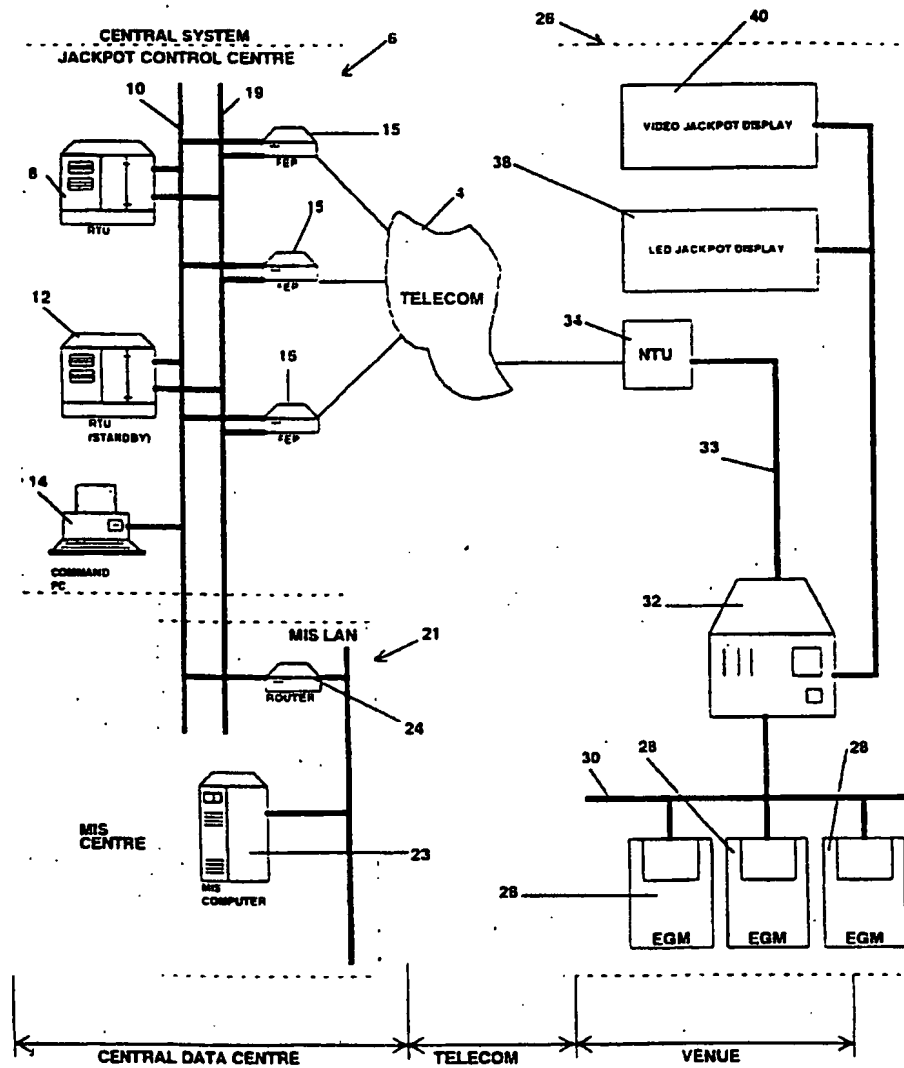 CENTRAL SYSTEM
JACKPOT CONTROL CENTRE
6
26
40
10
19
15
FEP
VIDEO JACKPOT DISPLAY
8
RTU
38
4
15
FEP
LED JACKPOT DISPLAY
TELECOM
12
34
NTU
15
FEP
RTU
(STANDBY)
33
14
COMMAND
PC
32
MIS LAN
21
ROUTER
24
30
28
28
MIS
CENTRE
23
MIS
COMPUTER
28
EGM
EGM
EGM
CENTRAL DATA CENTRE
TELECOM
VENUE